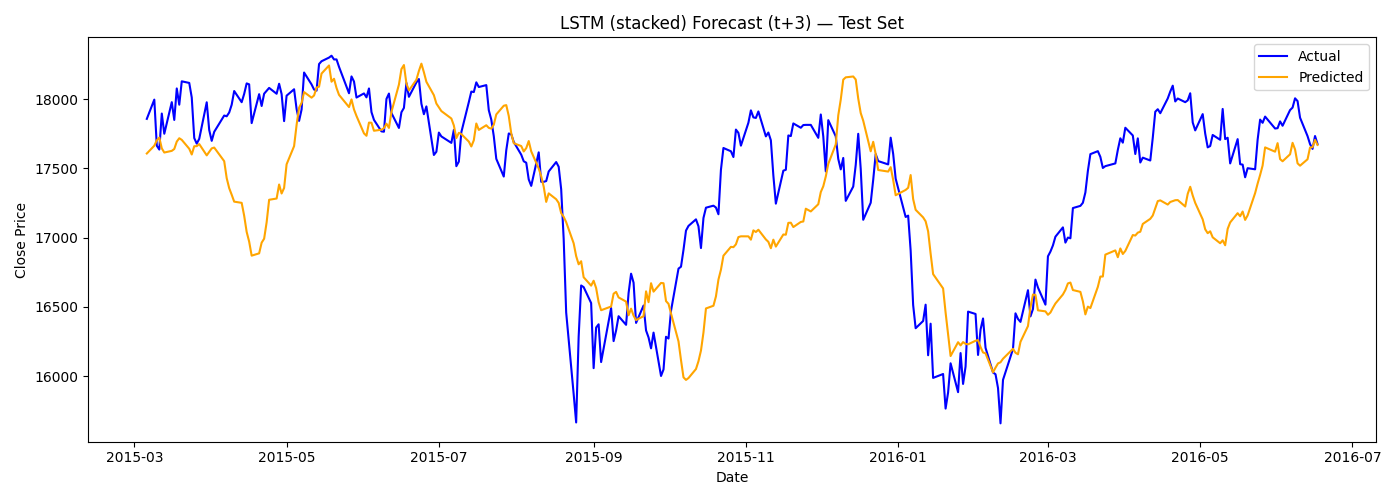 LSTM (stacked) Forecast (t+3) — Test Set
Actual
Predicted
Close Price
18000
17500
17000
16500
16000
2015-03
2015-05
2015-07
2015-09
2015-11
2016-01
2016-03
2016-05
2016-07
Date